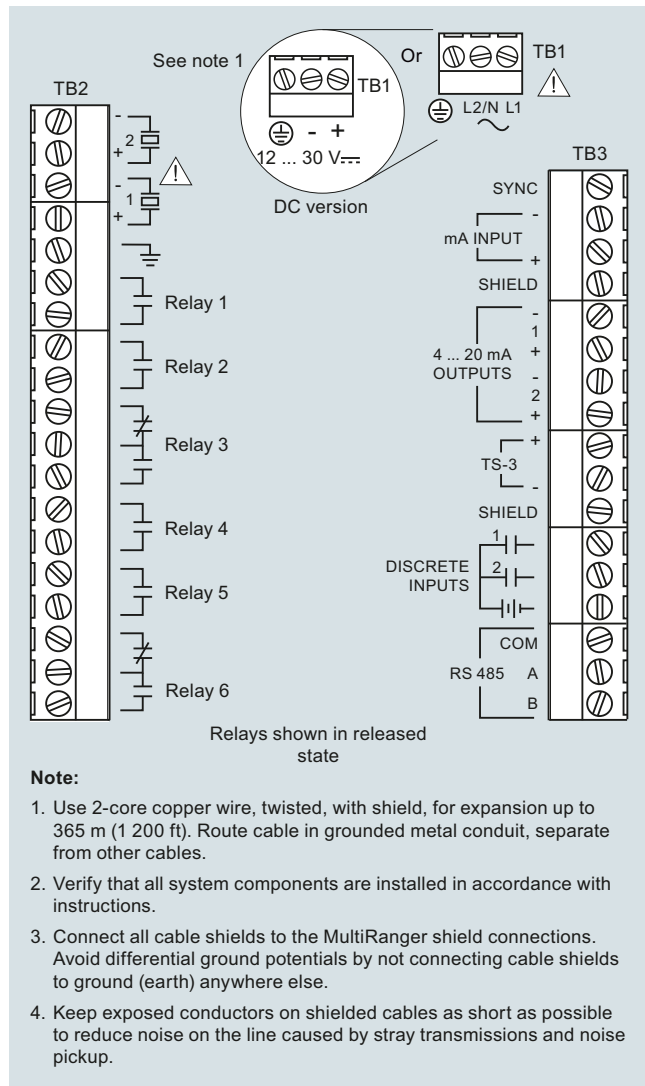 See note 1
TB1
- +
12 ... 30 V
DC version
Or
TB1
L2/N L1
TB2
-
2
+
-
1
+
Relay 1
Relay 2
Relay 3
Relay 4
Relay 5
Relay 6
TB3
SYNC
-
mA INPUT
+
SHIELD
-
1
4 ... 20 mA +
OUTPUTS -
2
+
+
TS-3
-
SHIELD
1
DISCRETE 2
INPUTS
COM
RS 485 A
B
Relays shown in released
state
Note:
1. Use 2-core copper wire, twisted, with shield, for expansion up to
365 m (1 200 ft). Route cable in grounded metal conduit, separate
from other cables.
2. Verify that all system components are installed in accordance with
instructions.
3. Connect all cable shields to the MultiRanger shield connections.
Avoid differential ground potentials by not connecting cable shields
to ground (earth) anywhere else.
4. Keep exposed conductors on shielded cables as short as possible
to reduce noise on the line caused by stray transmissions and noise
pickup.